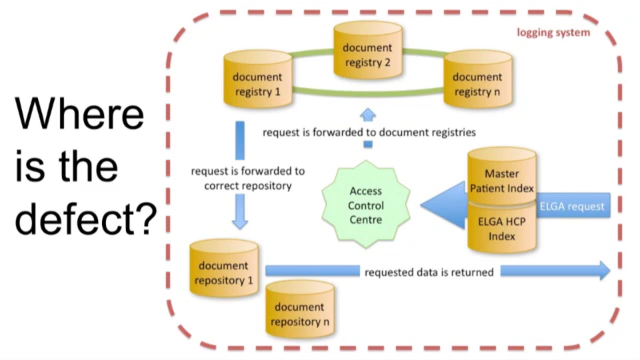 Where
is the
defect?
logging system
document
registry 1
document
registry 2
document
registry n
request is forwarded to document registries
request is forwarded to
correct repository
Access
Control
Centre
Master
Patient Index
ELGA HCP
Index
ELGA request
document
repository 1
requested data is returned
document
repository n